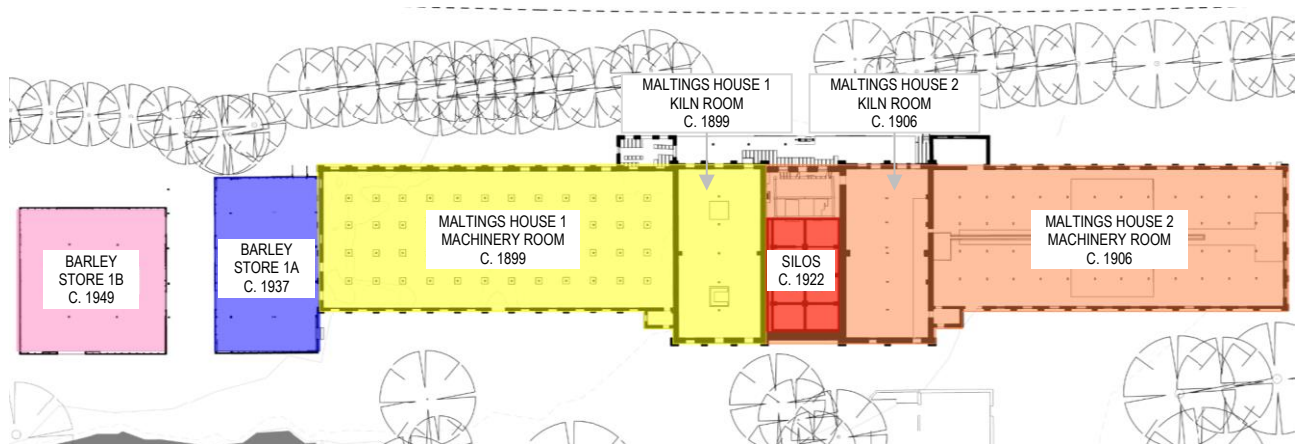 MALTINGS HOUSE 1
KILN ROOM
C. 1899
MALTINGS HOUSE 2
KILN ROOM
C. 1906
BARLEY
STORE 1B
C. 1949
BARLEY
STORE 1A
C. 1937
MALTINGS HOUSE 1
MACHINERY ROOM
C. 1899
SILOS
C. 1922
MALTINGS HOUSE 2
MACHINERY ROOM
C. 1906